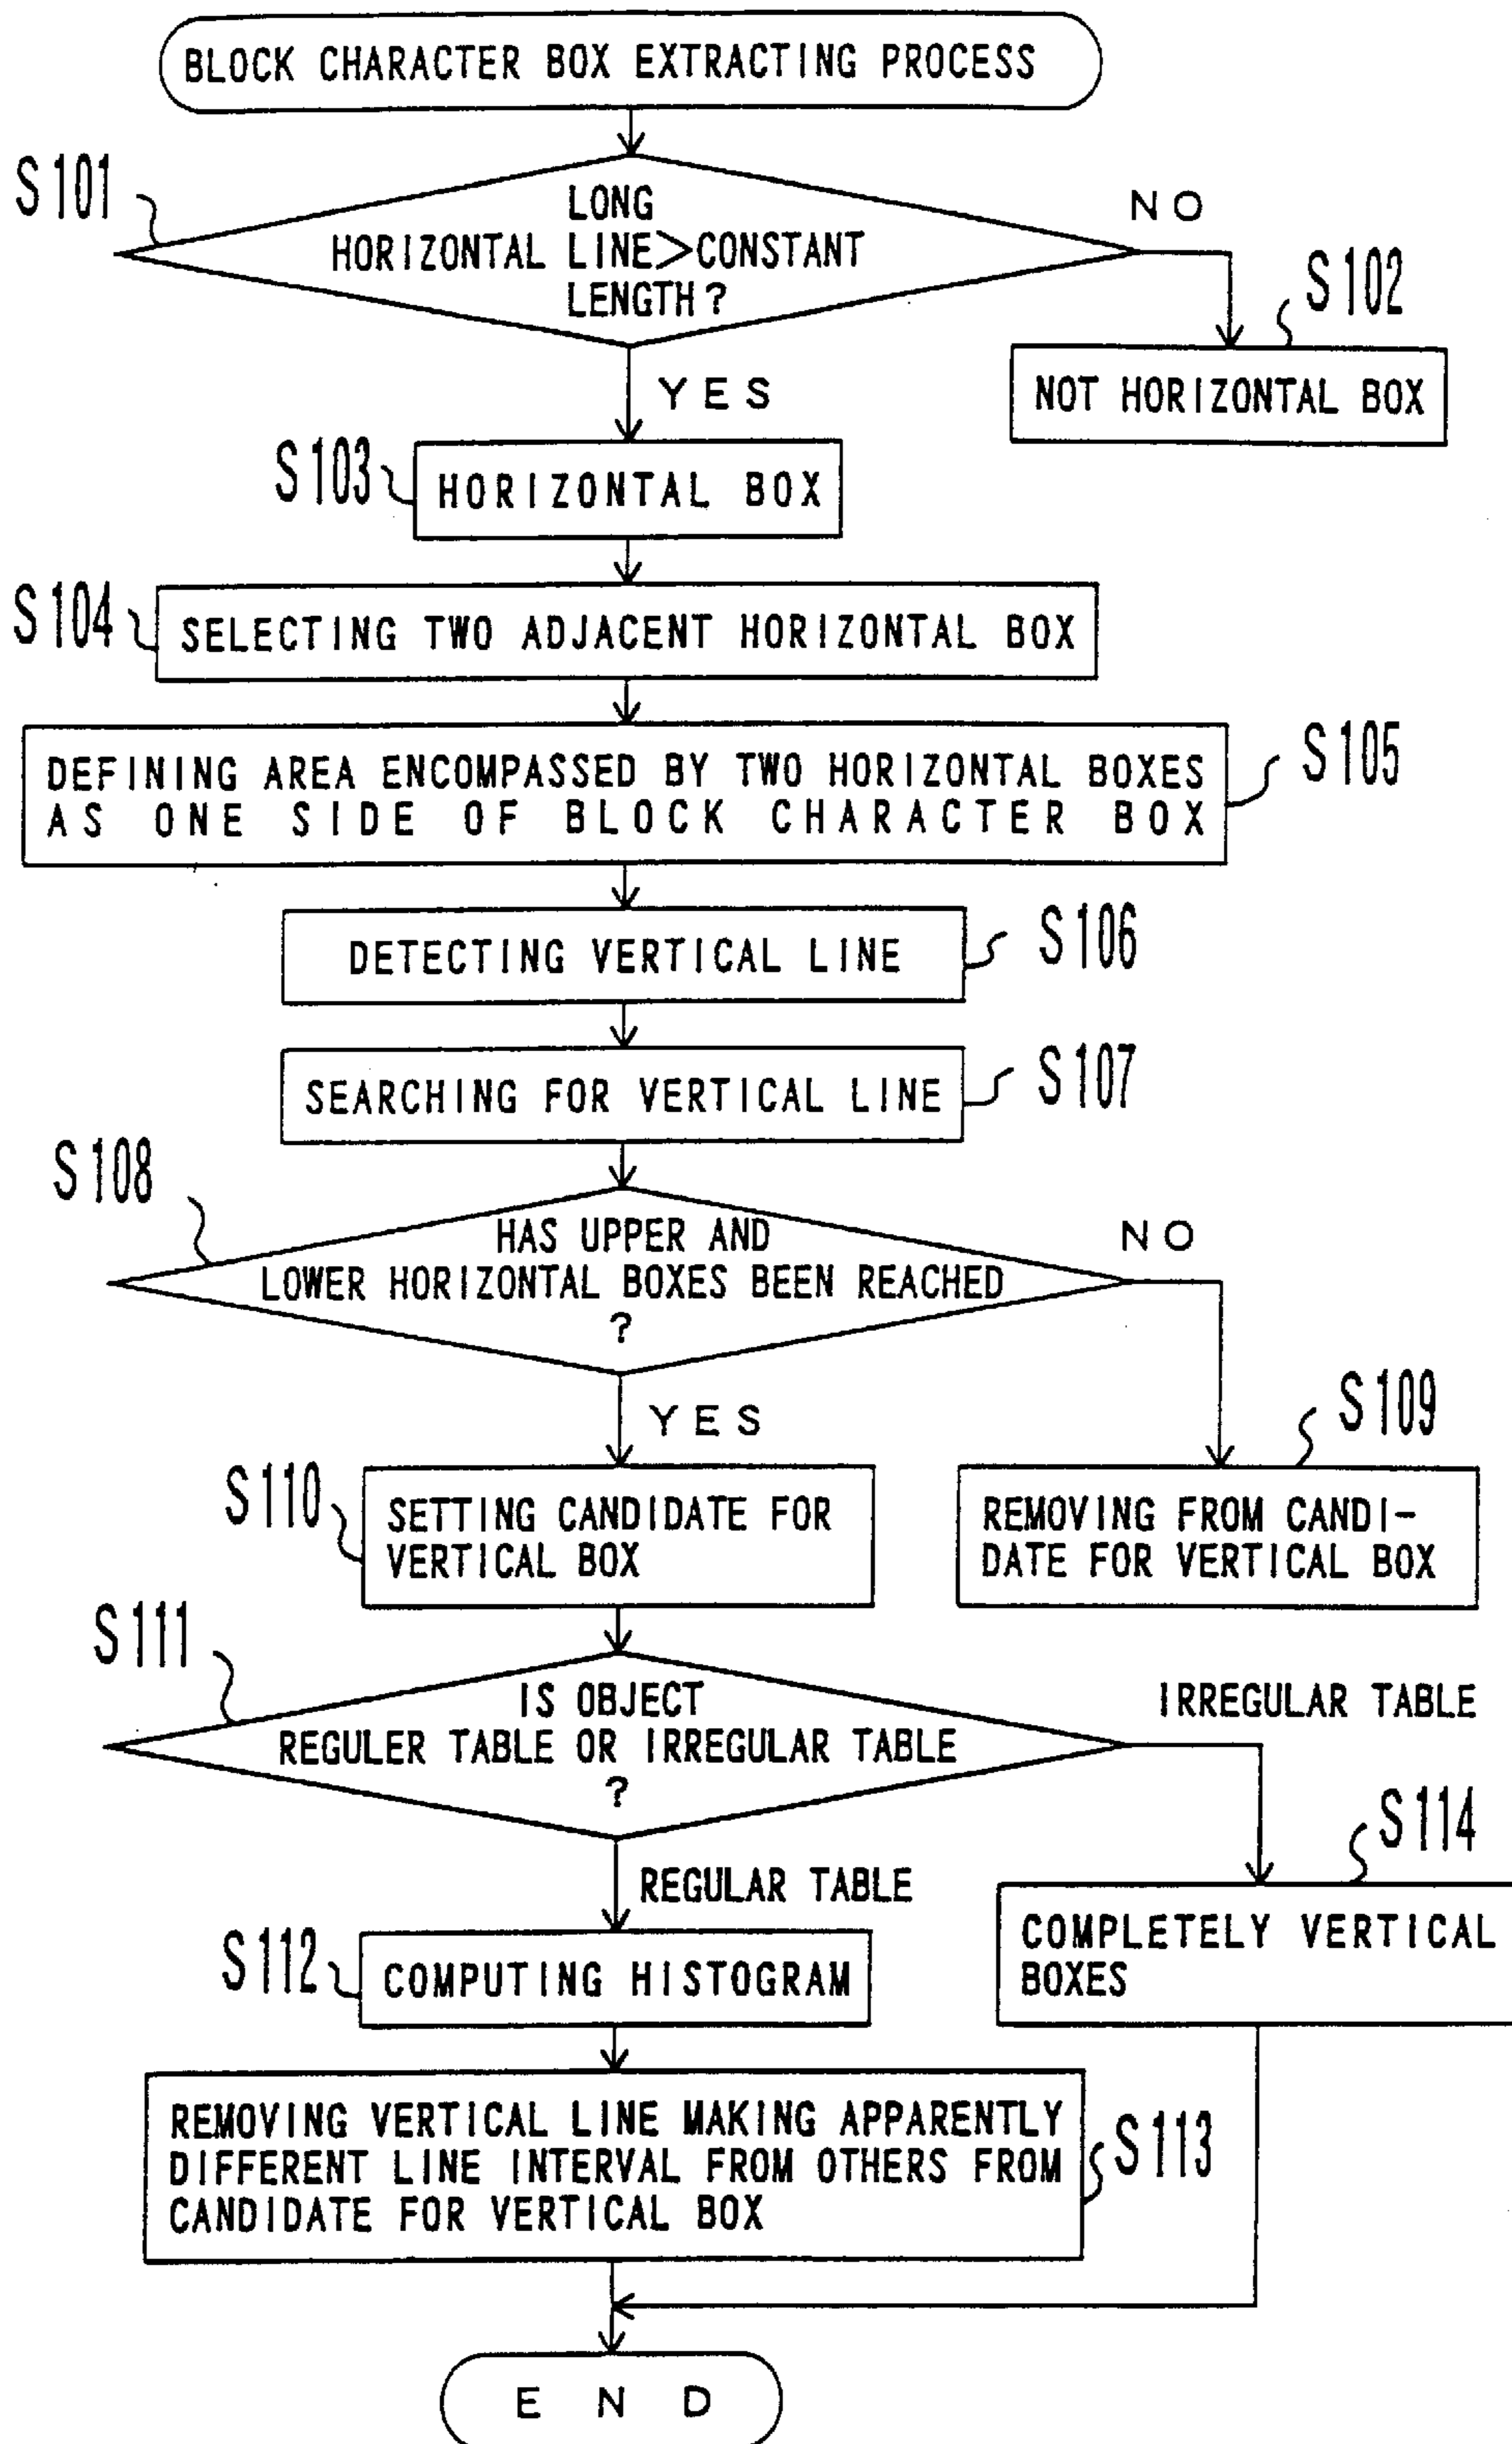 BLOCK CHARACTER BOX EXTRACTING PROCESS
S101
LONG
HORIZONTAL LINE>CONSTANT
LENGTH?
NO
S102
NOT HORIZONTAL BOX
YES
S103
HORIZONTAL BOX
S104
SELECTING TWO ADJACENT HORIZONTAL BOX
S105
DEFINING AREA ENCOMPASSED BY TWO HORIZONTAL BOXES
AS ONE SIDE OF BLOCK CHARACTER BOX
S106
DETECTING VERTICAL LINE
S107
SEARCHING FOR VERTICAL LINE
S108
HAS UPPER AND
LOWER HORIZONTAL BOXES BEEN REACHED
?
NO
S109
REMOVING FROM CANDI-
DATE FOR VERTICAL BOX
YES
S110
SETTING CANDIDATE FOR
VERTICAL BOX
S111
IS OBJECT
REGULER TABLE OR IRREGULAR TABLE
?
IRREGULAR TABLE
S114
COMPLETELY VERTICAL
BOXES
REGULAR TABLE
S112
COMPUTING HISTOGRAM
S113
REMOVING VERTICAL LINE MAKING APPARENTLY
DIFFERENT LINE INTERVAL FROM OTHERS FROM
CANDIDATE FOR VERTICAL BOX
END